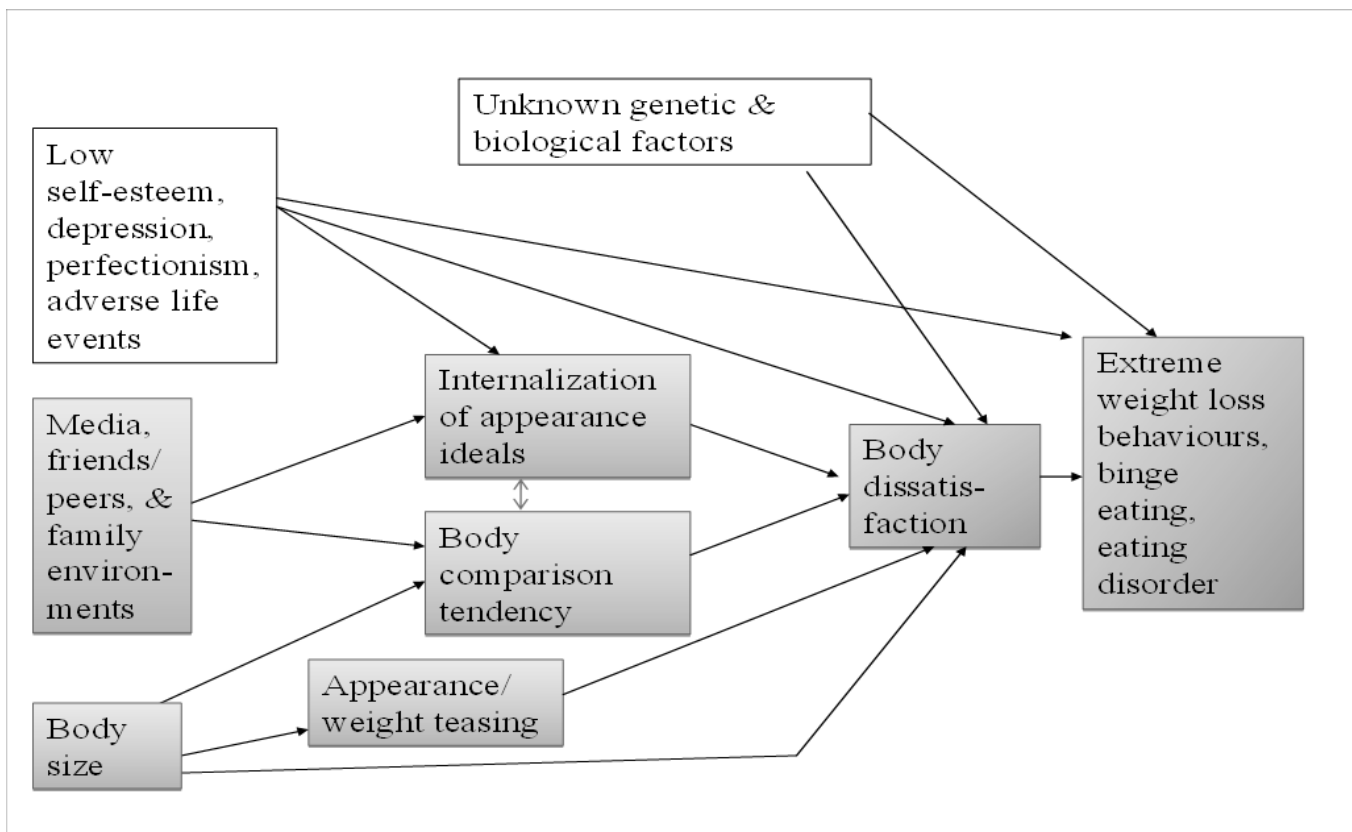 Unknown genetic &
biological factors
Low
self-esteem,
depression,
perfectionism,
adverse life
events
Internalization
of appearance
ideals
Extreme
weight loss
behaviours,
binge
eating,
eating
disorder
Media,
friends/
peers, &
family
environ-
ments
Body
dissatis-
faction
Body
comparison
tendency
Appearance/
weight teasing
Body
size